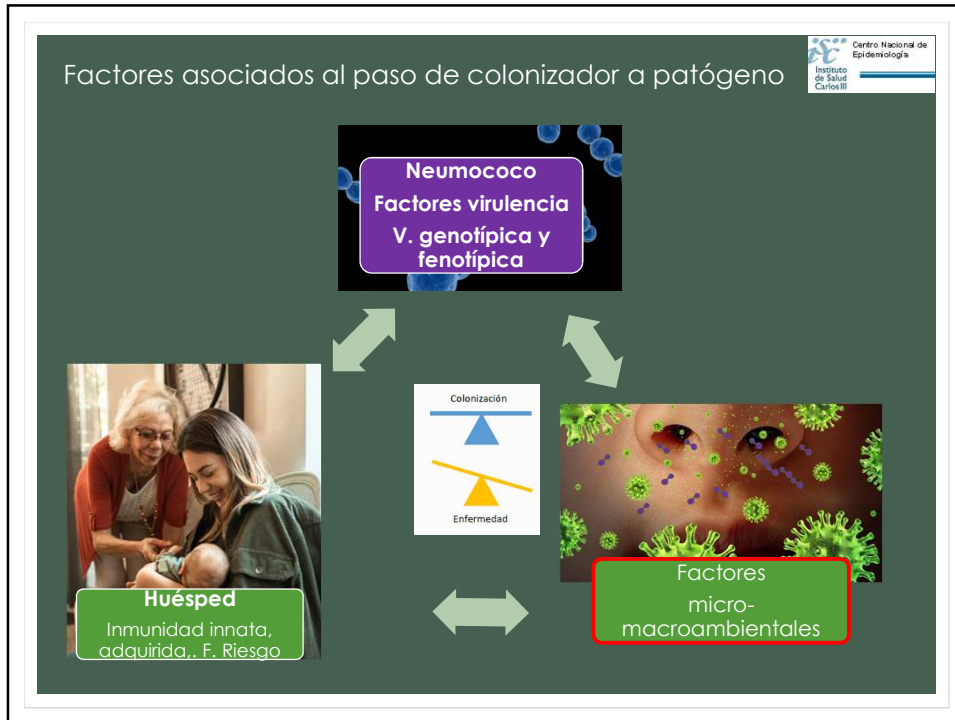 Factores asociados al paso de colonizador a patógeno
isc
Instituto
de Salud
Carlos III
Centro Nacional de
Epidemiología
Neumococo
Factores virulencia
V. genotípica y
fenotípica
Colonización
Enfermedad
Huésped
Inmunidad innata,
adquirida,. F. Riesgo
Factores
micro-
macroambientales